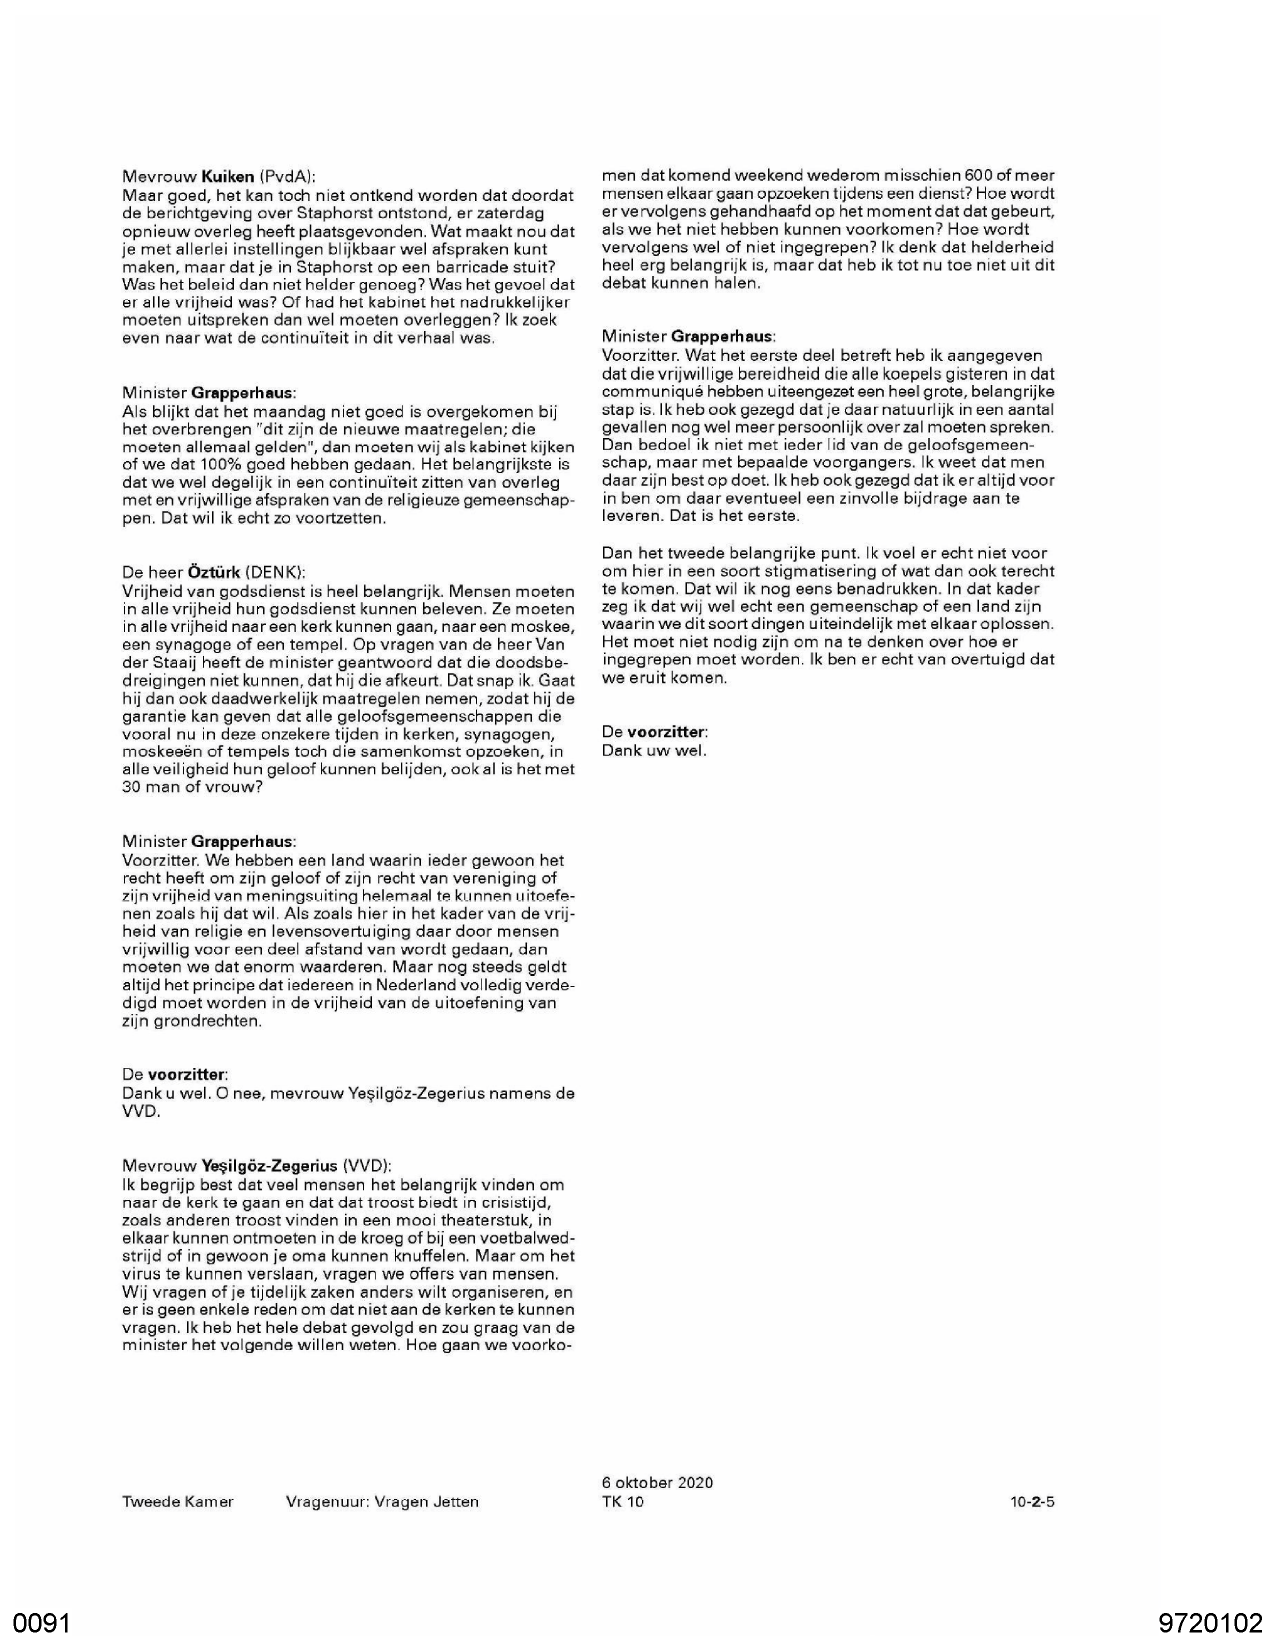 Mevrouw Kuiken (PvdA):
Maar goed, het kan toch niet ontkend worden dat doordat
de berichtgeving over Staphorst ontstond, er zaterdag
opnieuw overleg heeft plaatsgevonden. Wat maakt nou dat
je met allerlei instellingen blijkbaar wel afspraken kunt
maken, maar dat je in Staphorst op een barricade stuit?
Was het beleid dan niet helder genoeg? Was het gevoel dat
er alle vrijheid was? Of had het kabinet het nadrukkelijker
moeten uitspreken dan wel moeten overleggen? Ik zoek
even naar wat de continuïteit in dit verhaal was.
Minister Grapperhaus:
Als blijkt dat het maandag niet goed is overgekomen bij
het overbrengen "dit zijn de nieuwe maatregelen; die
moeten allemaal gelden", dan moeten wij als kabinet kijken
of we dat 100% goed hebben gedaan. Het belangrijkste is
dat we wel degelijk in een continuïteit zitten van overleg
met en vrijwillige afspraken van de religieuze gemeenschap-
pen. Dat wil ik echt zo voortzetten.
De heer Öztürk (DENK):
Vrijheid van godsdienst is heel belangrijk. Mensen moeten
in alle vrijheid hun godsdienst kunnen beleven. Ze moeten
in alle vrijheid naar een kerk kunnen gaan, naar een moskee,
een synagoge of een tempel. Op vragen van de heer Van
der Staaij heeft de minister geantwoord dat die doodsbe-
dreigingen niet kunnen, dat hij die afkeurt. Dat snap ik. Gaat
hij dan ook daadwerkelijk maatregelen nemen, zodat hij de
garantie kan geven dat alle geloofsgemeenschappen die
vooral nu in deze onzekere tijden in kerken, synagogen,
moskeeën of tempels toch die samenkomst opzoeken, in
alle veiligheid hun geloof kunnen belijden, ook al is het met
30 man of vrouw?
Minister Grapperhaus:
Voorzitter. We hebben een land waarin ieder gewoon het
recht heeft om zijn geloof of zijn recht van vereniging of
zijn vrijheid van meningsuiting helemaal te kunnen uitoefe-
nen zoals hij dat wil. Als zoals hier in het kader van de vrij-
heid van religie en levensovertuiging daar door mensen
vrijwillig voor een deel afstand van wordt gedaan, dan
moeten we dat enorm waarderen. Maar nog steeds geldt
altijd het principe dat iedereen in Nederland volledig verde-
digd moet worden in de vrijheid van de uitoefening van
zijn grondrechten.
De voorzitter:
Dank u wel. O nee, mevrouw Yeşilgöz-Zegerius namens de
VVD.
Mevrouw Yeşilgöz-Zegerius (VVD):
Ik begrijp best dat veel mensen het belangrijk vinden om
naar de kerk te gaan en dat dat troost biedt in crisistijd,
zoals anderen troost vinden in een mooi theaterstuk, in
elkaar kunnen ontmoeten in de kroeg of bij een voetbalwed-
strijd of in gewoon je oma kunnen knuffelen. Maar om het
virus te kunnen verslaan, vragen we offers van mensen.
Wij vragen of je tijdelijk zaken anders wilt organiseren, en
er is geen enkele reden om dat niet aan de kerken te kunnen
vragen. Ik heb het hele debat gevolgd en zou graag van de
minister het volgende willen weten. Hoe gaan we voorko-
men dat komend weekend wederom misschien 600 of meer
mensen elkaar gaan opzoeken tijdens een dienst? Hoe wordt
er vervolgens gehandhaafd op het moment dat dat gebeurt,
als we het niet hebben kunnen voorkomen? Hoe wordt
vervolgens wel of niet ingegrepen? Ik denk dat helderheid
heel erg belangrijk is, maar dat heb ik tot nu toe niet uit dit
debat kunnen halen.
Minister Grapperhaus:
Voorzitter. Wat het eerste deel betreft heb ik aangegeven
dat die vrijwillige bereidheid die alle koepels gisteren in dat
communiqué hebben uiteengezet een heel grote, belangrijke
stap is. Ik heb ook gezegd dat je daar natuurlijk in een aantal
gevallen nog wel meer persoonlijk over zal moeten spreken.
Dan bedoel ik niet met ieder lid van de geloofsgemeen-
schap, maar met bepaalde voorgangers. Ik weet dat men
daar zijn best op doet. Ik heb ook gezegd dat ik er altijd voor
in ben om daar eventueel een zinvolle bijdrage aan te
leveren. Dat is het eerste.
Dan het tweede belangrijke punt. Ik voel er echt niet voor
om hier in een soort stigmatisering of wat dan ook terecht
te komen. Dat wil ik nog eens benadrukken. In dat kader
zeg ik dat wij wel echt een gemeenschap of een land zijn
waarin we dit soort dingen uiteindelijk met elkaar oplossen.
Het moet niet nodig zijn om na te denken over hoe er
ingegrepen moet worden. Ik ben er echt van overtuigd dat
we eruit komen.
De voorzitter:
Dank uw wel.
6 oktober 2020
Tweede Kamer Vragenuur: Vragen Jetten TK 10 10-2-5
0091 9720102